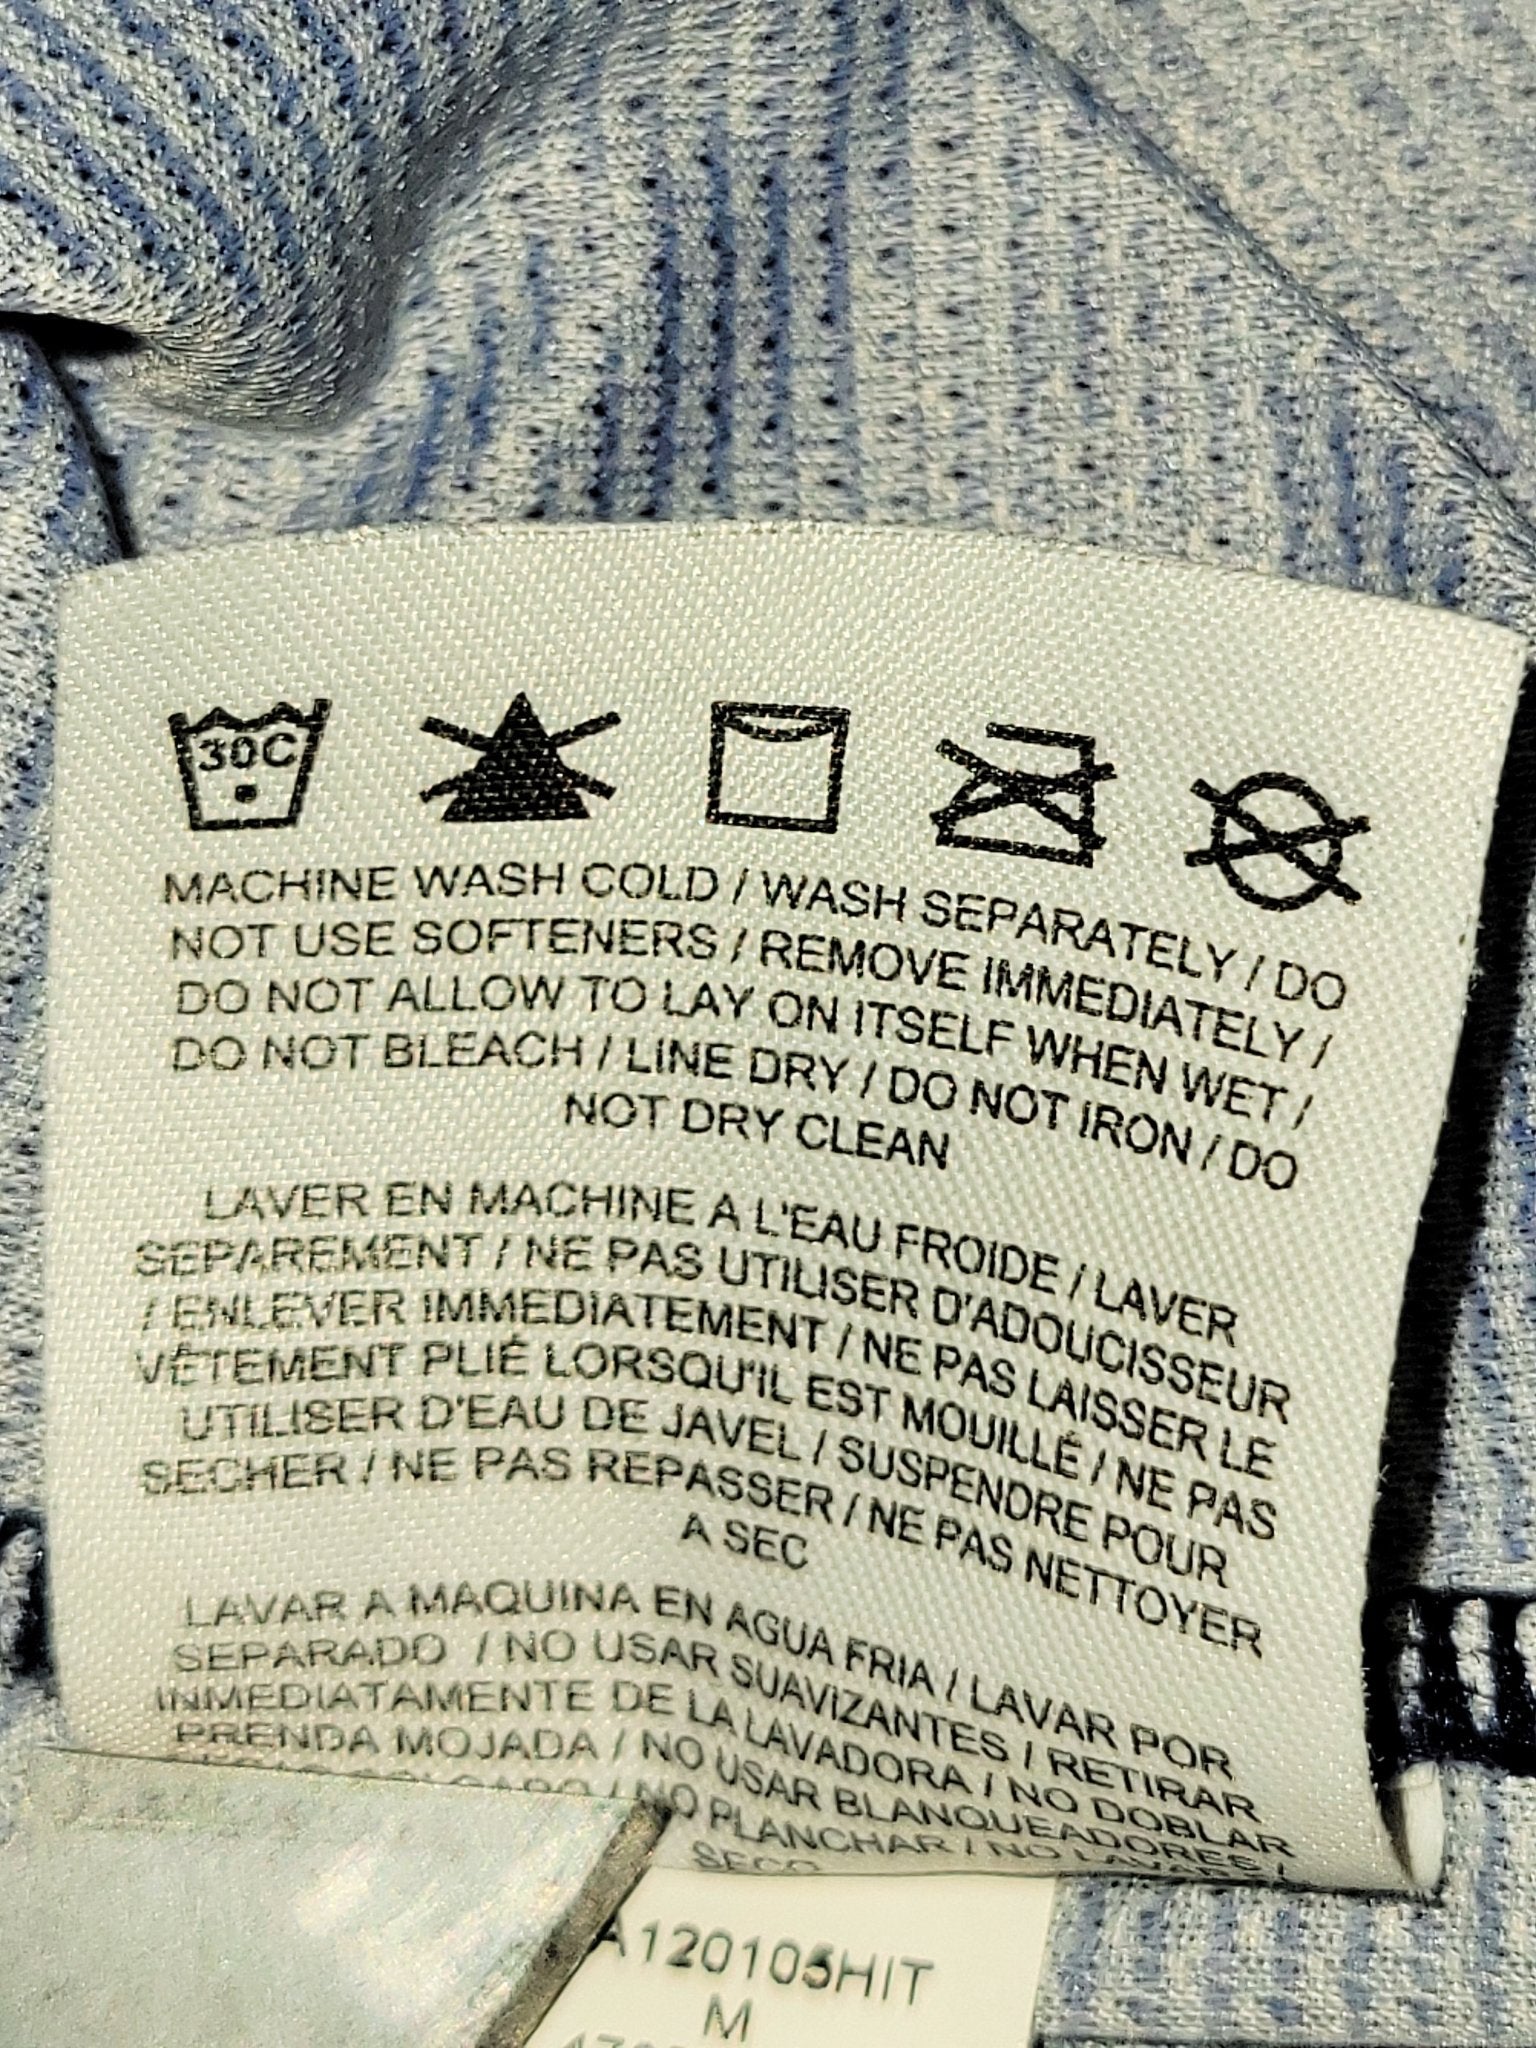 30C
MACHINE WASH COLD / WASH SEPARATELY / DO
NOT USE SOFTENERS / REMOVE IMMEDIATELY /
DO NOT ALLOW TO LAY ON ITSELF WHEN WET /
DO NOT BLEACH / LINE DRY / DO NOT IRON / DO
NOT DRY CLEAN
LAVER EN MACHINE A L'EAU FROIDE / LAVER
SEPAREMENT / NE PAS UTILISER D'ADOUCISSEUR
/ ENLEVER IMMEDIATEMENT / NE PAS LAISSER LE
VÊTEMENT PLIÉ LORSQU'IL EST MOUILLÉ / NE PAS
UTILISER D'EAU DE JAVEL / SUSPENDRE POUR
SECHER / NE PAS REPASSER / NE PAS NETTOYER
A SEC
LAVAR A MAQUINA EN AGUA FRIA / LAVAR POR
SEPARADO / NO USAR SUAVIZANTES / RETIRAR
INMEDIATAMENTE DE LA LAVADORA / NO DOBLAR
PRENDA MOJADA / NO USAR BLANQUEADORES /
/ NO PLANCHAR / NO LAVAR
SECO
M